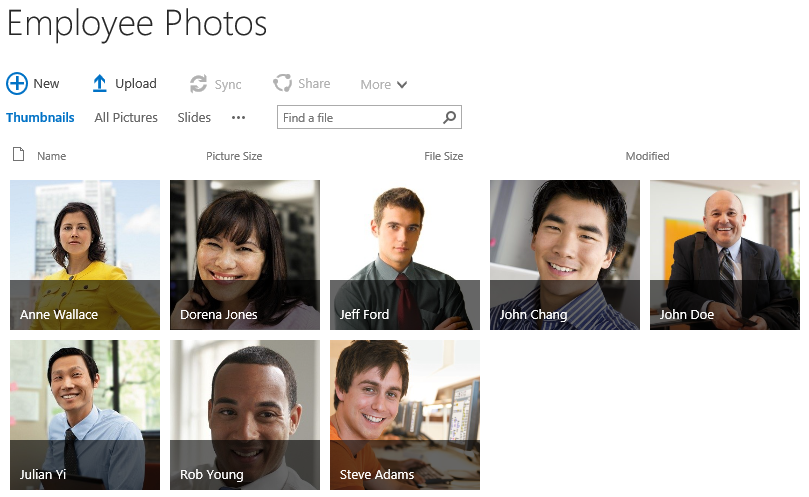 Employee Photos
New Upload Sync Share More
Thumbnails All Pictures Slides ••• Find a file
Name Picture Size File Size Modified
Anne Wallace Dorena Jones Jeff Ford John Chang John Doe
Julian Yi Rob Young Steve Adams